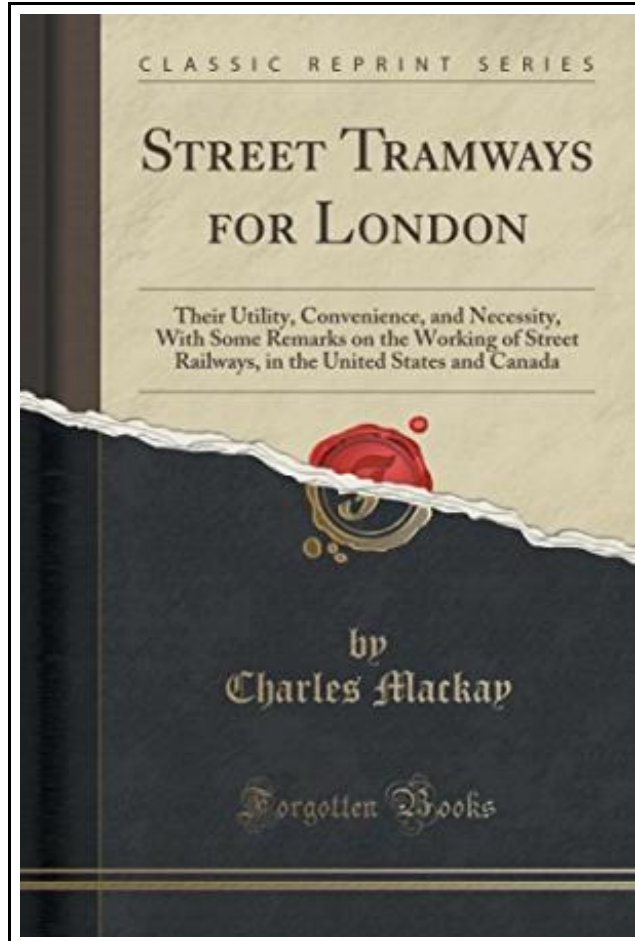 CLASSIC REPRINT SERIES
STREET TRAMWAYS
FOR LONDON
Their Utility, Convenience, and Necessity,
With Some Remarks on the Working of Street
Railways, in the United States and Canada
by
Charles Mackay
Forgotten Books